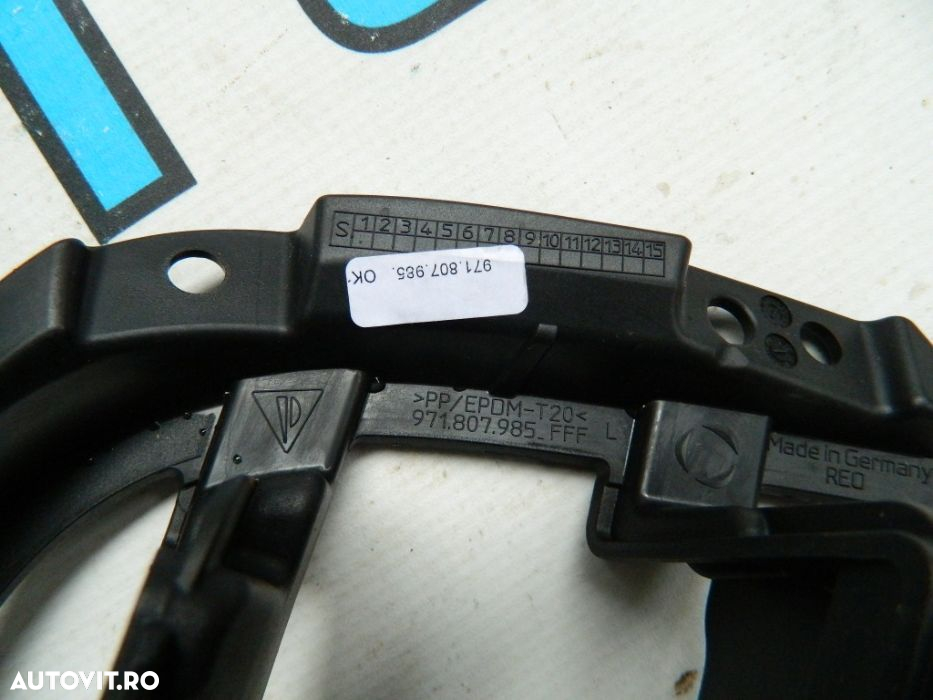 S 1 2 3 4 5 6 7 8 9 10 11 12 13 14 15
971.807.985. OK
>PP/EPDM-T20<
971.807.985_FFF L
Made in Germany
REO
AUTOVIT.RO